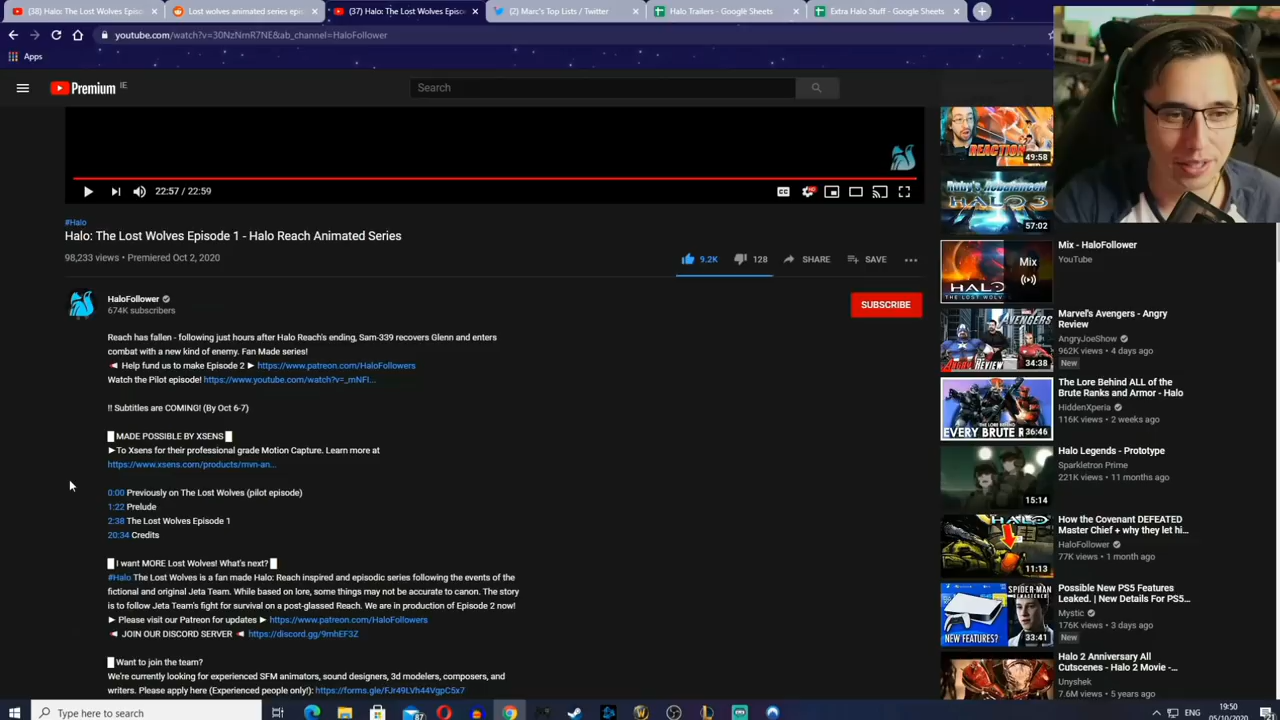 (38) Halo: The Lost Wolves Episo
Lost wolves animated series epi
(37) Halo: The Lost Wolves Episo
(2) Marc's Top Lists / Twitter
Halo Trailers - Google Sheets
Extra Halo Stuff - Google Sheets
youtube.com/watch?v=30NzNmR7NE&ab_channel=HaloFollower
Apps
Premium IE
Search
22:57 / 22:59
#Halo
Halo: The Lost Wolves Episode 1 - Halo Reach Animated Series
98,233 views • Premiered Oct 2, 2020
9.2K
128
SHARE
SAVE
HaloFollower
674K subscribers
SUBSCRIBE
Reach has fallen - following just hours after Halo Reach's ending, Sam-339 recovers Glenn and enters
combat with a new kind of enemy. Fan Made series!
Help fund us to make Episode 2 ► https://www.patreon.com/HaloFollowers
Watch the Pilot episode! https://www.youtube.com/watch?v=_mNFI...
!! Subtitles are COMING! (By Oct 6-7)
█ MADE POSSIBLE BY XSENS █
►To Xsens for their professional grade Motion Capture. Learn more at
https://www.xsens.com/products/mvn-an...
0:00 Previously on The Lost Wolves (pilot episode)
1:22 Prelude
2:38 The Lost Wolves Episode 1
20:34 Credits
█ I want MORE Lost Wolves! What's next? █
#Halo The Lost Wolves is a fan made Halo: Reach inspired and episodic series following the events of the
fictional and original Jeta Team. While based on lore, some things may not be accurate to canon. The story
is to follow Jeta Team's fight for survival on a post-glassed Reach. We are in production of Episode 2 now!
► Please visit our Patreon for updates ► https://www.patreon.com/HaloFollowers
◄ JOIN OUR DISCORD SERVER ◄ https://discord.gg/9mhEF3Z
█ Want to join the team?
We're currently looking for experienced SFM animators, sound designers, 3d modelers, composers, and
writers. Please apply here (Experienced people only!): https://forms.gle/FJr49LVh44VgpC5x7
REACTION
49:58
Ruby's Rebalanced
HALO 3
57:02
HALO
THE LOST WOLV
Mix
Mix - HaloFollower
YouTube
AVENGERS
ANGRY REVIEW
34:38
Marvel's Avengers - Angry
Review
AngryJoeShow
962K views • 4 days ago
New
EVERY BRUTE R
36:46
The Lore Behind ALL of the
Brute Ranks and Armor - Halo
HiddenXperia
116K views • 2 weeks ago
15:14
Halo Legends - Prototype
Sparkletron Prime
221K views • 11 months ago
HALO
11:13
How the Covenant DEFEATED
Master Chief + why they let hi...
HaloFollower
77K views • 1 month ago
SPIDER-MAN
NEW FEATURES?
33:41
Possible New PS5 Features
Leaked. | New Details For PS5...
Mystic
176K views • 3 days ago
New
Halo 2 Anniversary All
Cutscenes - Halo 2 Movie -...
Unyshek
7.6M views • 5 years ago
Type here to search
ENG
19:50
05/10/2020